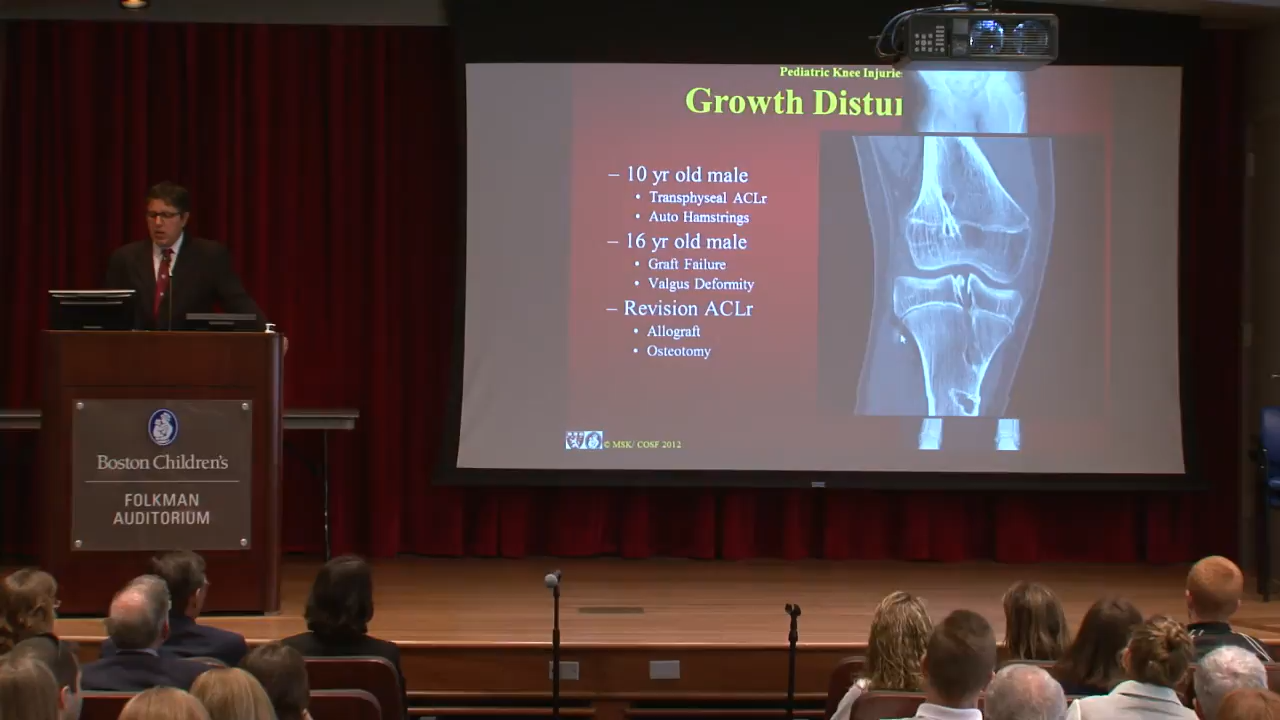 Pediatric Knee Injuries
Growth Distur
– 10 yr old male
• Transphyseal ACLr
• Auto Hamstrings
– 16 yr old male
• Graft Failure
• Valgus Deformity
– Revision ACLr
• Allograft
• Osteotomy
© MSK/ COSF 2012
Boston Children's
FOLKMAN
AUDITORIUM